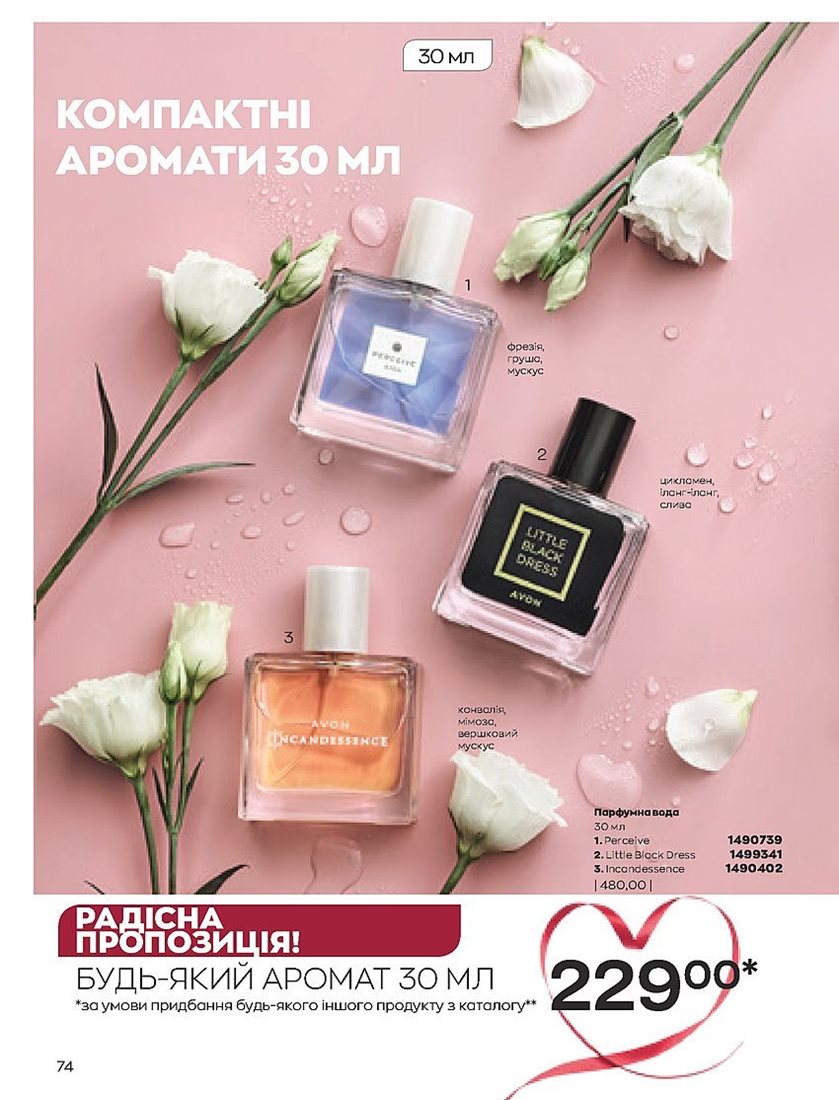 30 мл
КОМПАКТНІ
АРОМАТИ 30 МЛ
1
PERCEIVE
AVON
фрезія,
груша,
мускус
2
LITTLE
BLACK
DRESS
AVON
цикламен,
іланг-іланг,
слива
3
AVON
INCANDESSENCE
конвалія,
мімоза,
вершковий
мускус
Парфумна вода
30 мл
1. Perceive 1490739
2. Little Black Dress 1499341
3. Incandessence 1490402
| 480,00 |
РАДІСНА
ПРОПОЗИЦІЯ!
БУДЬ-ЯКИЙ АРОМАТ 30 МЛ
*за умови придбання будь-якого іншого продукту з каталогу**
22900*
74